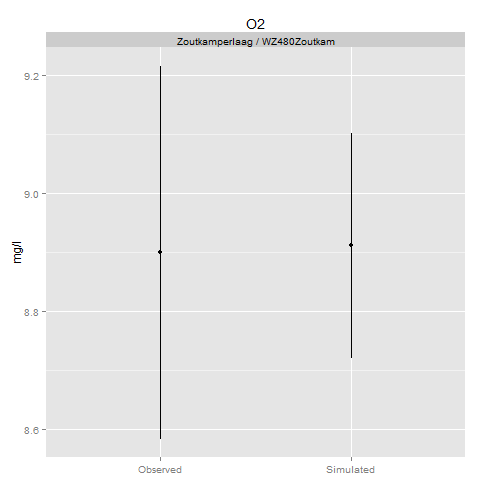 O2
Zoutkamperlaag / WZ480Zoutkam
mg/l
9.2
9.0
8.8
8.6
Observed
Simulated